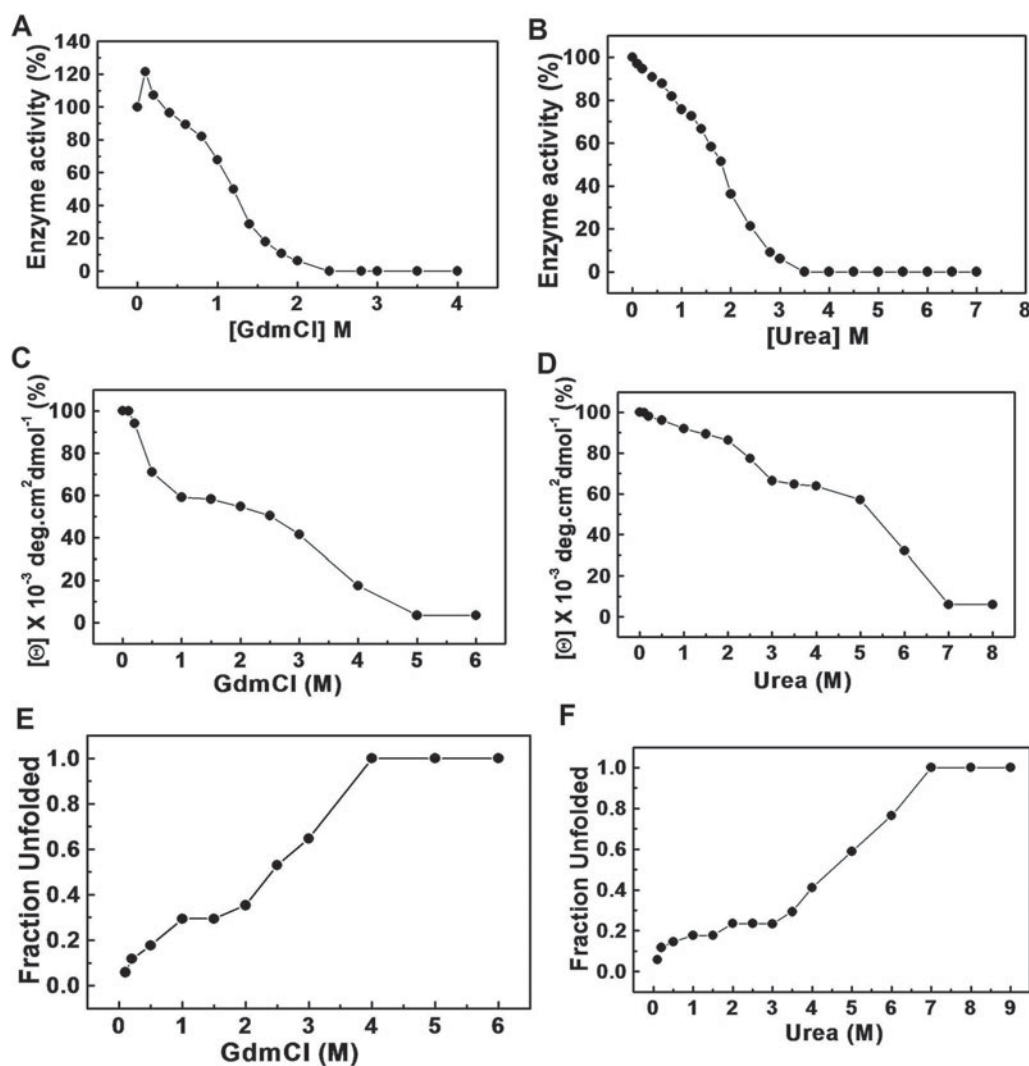 A
Enzyme activity (%)
140
120
100
80
60
40
20
0
0 1 2 3 4
[GdmCl] M
B
Enzyme activity (%)
100
80
60
40
20
0
0 1 2 3 4 5 6 7 8
[Urea] M
C
[Θ] X 10⁻³ deg.cm²dmol⁻¹ (%)
100
80
60
40
20
0
0 1 2 3 4 5 6
GdmCl (M)
D
[Θ] X 10⁻³ deg.cm²dmol⁻¹ (%)
100
80
60
40
20
0
0 1 2 3 4 5 6 7 8
Urea (M)
E
Fraction Unfolded
1.0
0.8
0.6
0.4
0.2
0.0
0 1 2 3 4 5 6
GdmCl (M)
F
Fraction Unfolded
1.0
0.8
0.6
0.4
0.2
0.0
0 1 2 3 4 5 6 7 8 9
Urea (M)